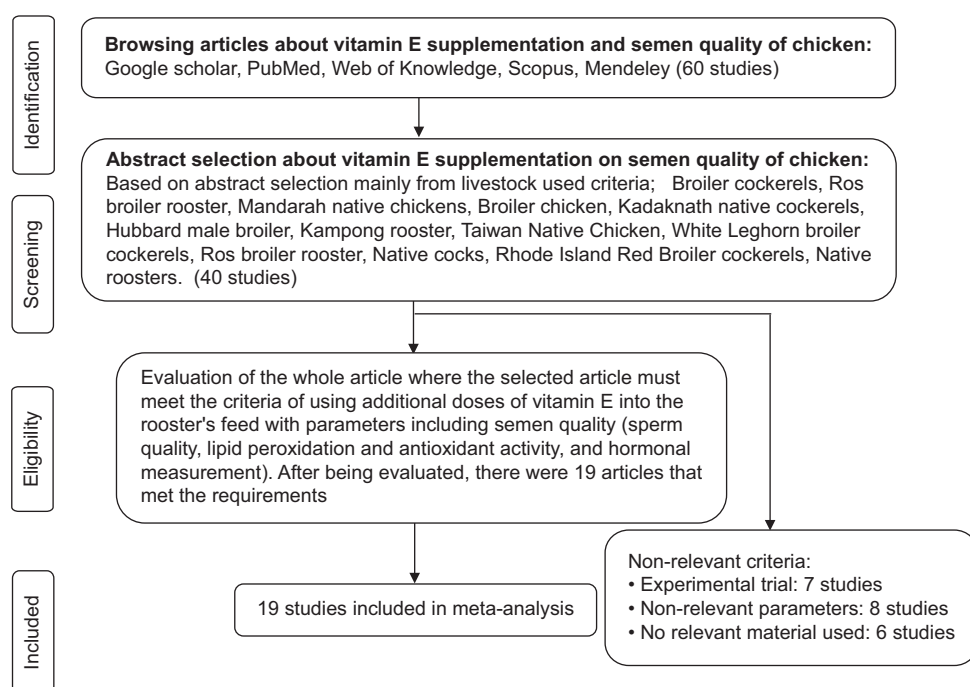 Identification
Browsing articles about vitamin E supplementation and semen quality of chicken:
Google scholar, PubMed, Web of Knowledge, Scopus, Mendeley (60 studies)
Screening
Abstract selection about vitamin E supplementation on semen quality of chicken:
Based on abstract selection mainly from livestock used criteria; Broiler cockerels, Ros
broiler rooster, Mandarah native chickens, Broiler chicken, Kadaknath native cockerels,
Hubbard male broiler, Kampong rooster, Taiwan Native Chicken, White Leghorn broiler
cockerels, Ros broiler rooster, Native cocks, Rhode Island Red Broiler cockerels, Native
roosters. (40 studies)
Eligibility
Evaluation of the whole article where the selected article must
meet the criteria of using additional doses of vitamin E into the
rooster's feed with parameters including semen quality (sperm
quality, lipid peroxidation and antioxidant activity, and hormonal
measurement). After being evaluated, there were 19 articles that
met the requirements
Included
19 studies included in meta-analysis
Non-relevant criteria:
• Experimental trial: 7 studies
• Non-relevant parameters: 8 studies
• No relevant material used: 6 studies